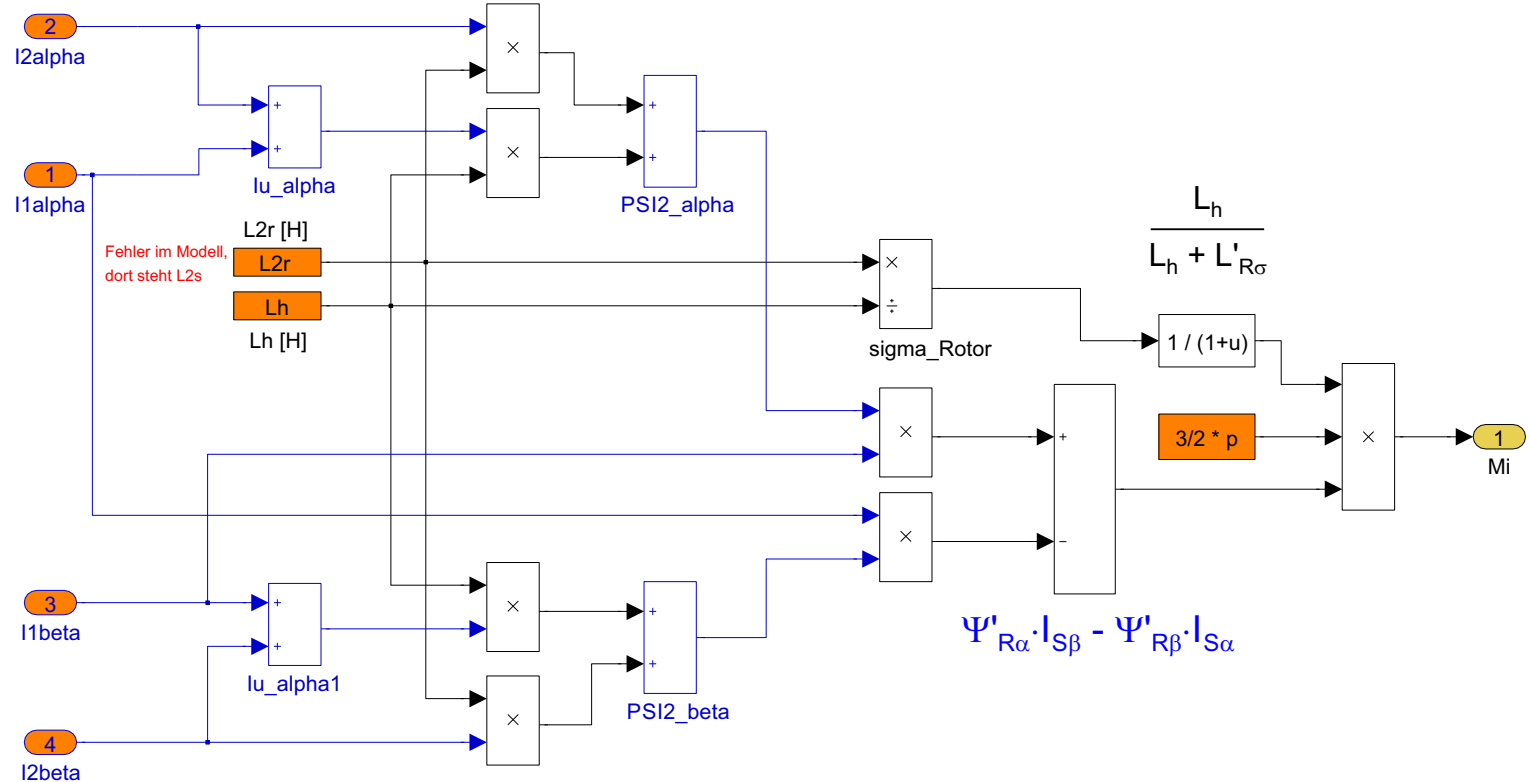 2
I2alpha
×
+
+
Iu_alpha
×
+
+
PSI2_alpha
1
I1alpha
L2r [H]
Fehler im Modell,
dort steht L2s
L2r
Lh
Lh [H]
×
÷
sigma_Rotor
L_h
L_h + L'_Rσ
1 / (1+u)
×
+
−
3/2 * p
×
1
Mi
×
3
I1beta
+
+
Iu_alpha1
×
+
+
PSI2_beta
Ψ'_Rα·I_Sβ - Ψ'_Rβ·I_Sα
×
4
I2beta